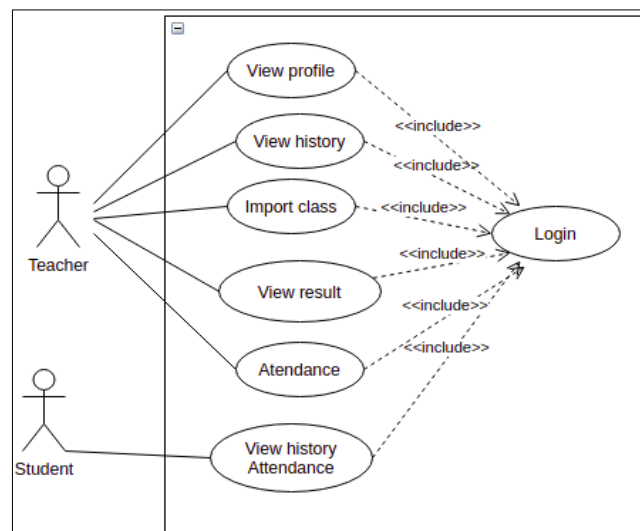 View profile
<<include>>
View history
<<include>>
Import class
<<include>>
Login
Teacher
View result
<<include>>
Atendance
<<include>>
<<include>>
Student
View history
Attendance